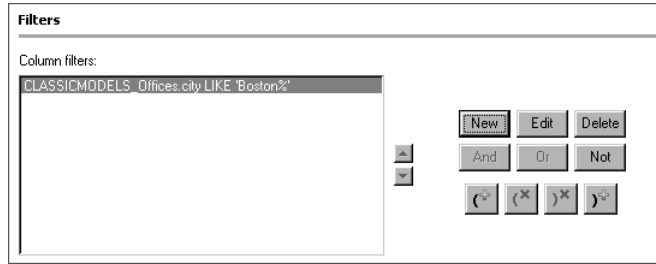 Filters
Column filters:
CLASSICMODELS_Offices.city LIKE 'Boston%'
New Edit Delete
And Or Not
(+ (× )× )+